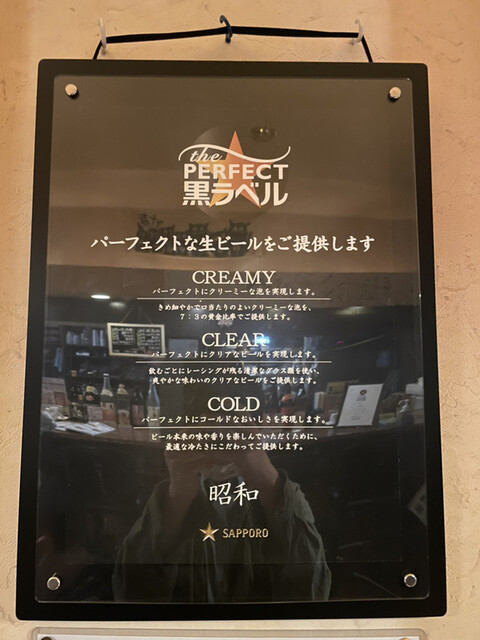 the
PERFECT
黒ラベル
パーフェクトな生ビールをご提供します
CREAMY
パーフェクトにクリーミーな泡を実現します。
きめ細やかで口当たりのよいクリーミーな泡を、
7:3の黄金比率でご提供します。
CLEAR
パーフェクトにクリアなビールを実現します。
飲むごとにレーシングが残る清潔なグラス類を使い、
爽やかな味わいのクリアなビールをご提供します。
COLD
パーフェクトにコールドなおいしさを実現します。
ビール本来の味や香りを楽しんでいただくために、
最適な冷たさにこだわってご提供します。
昭和
SAPPORO